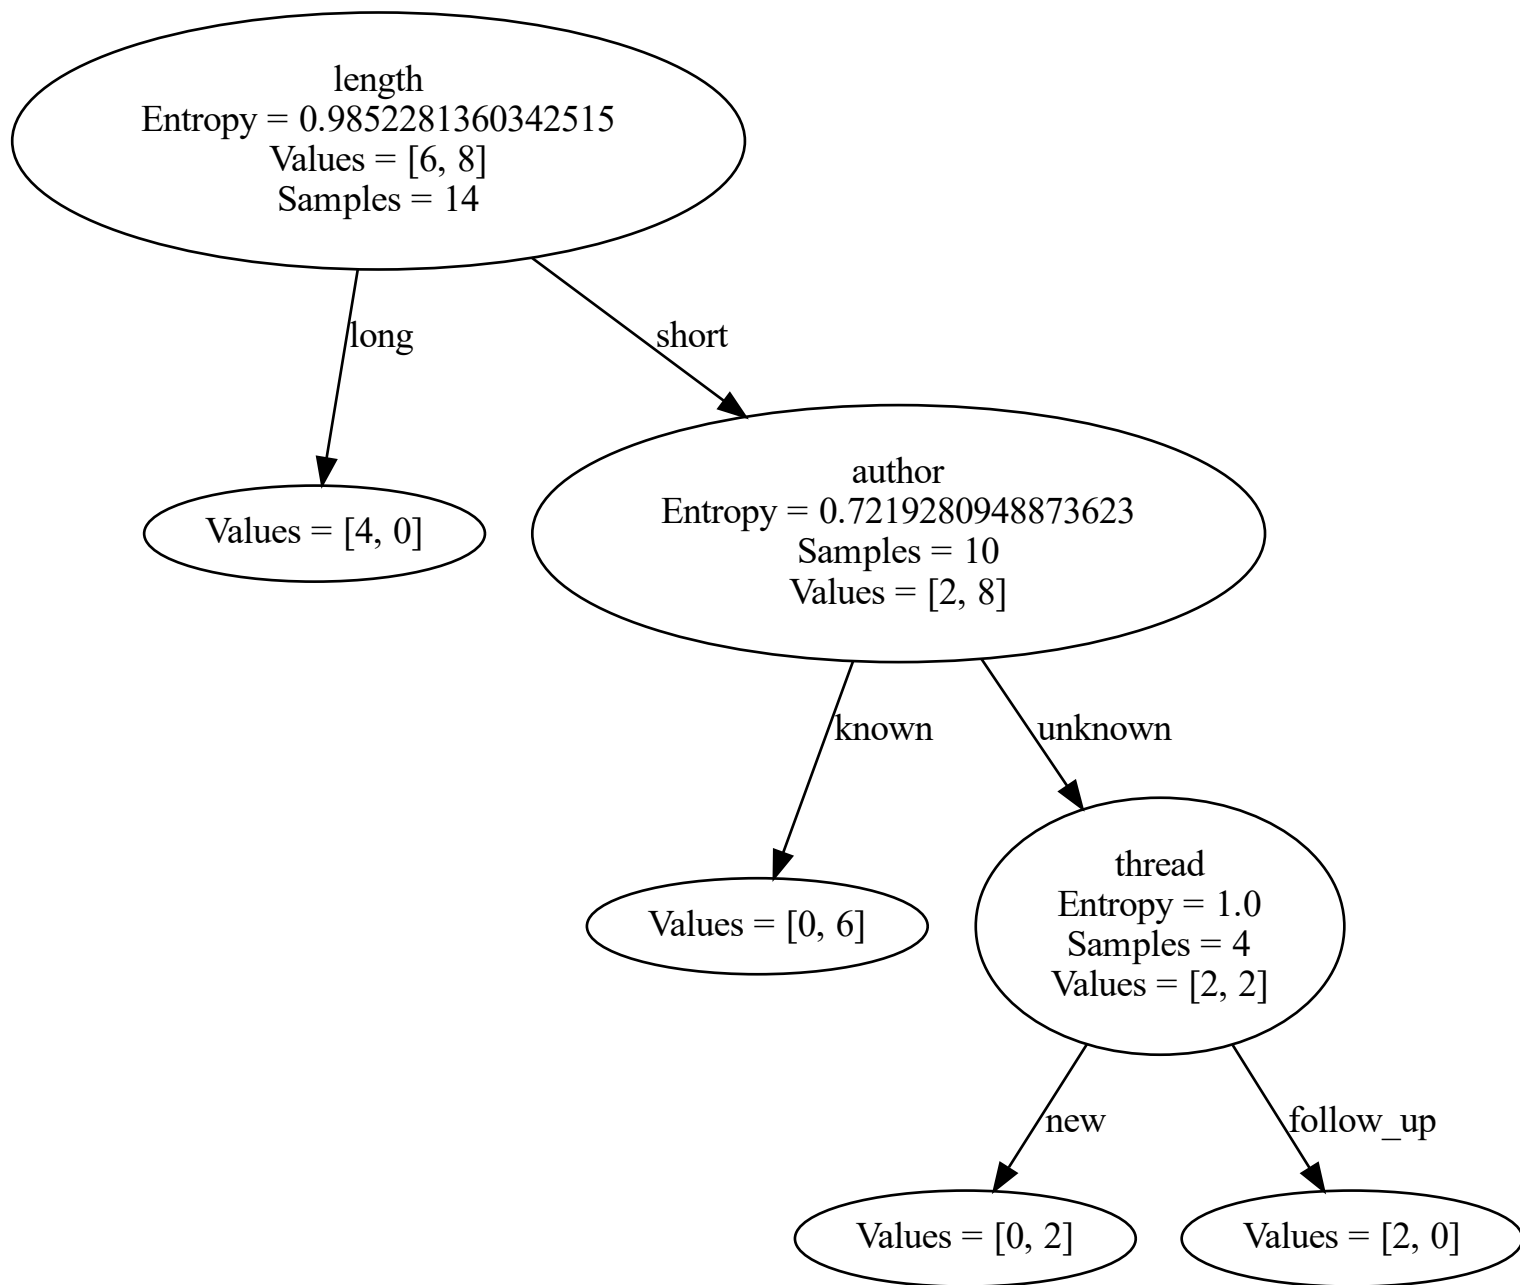 length
Entropy = 0.9852281360342515
Values = [6, 8]
Samples = 14
long
short
Values = [4, 0]
author
Entropy = 0.7219280948873623
Samples = 10
Values = [2, 8]
known
unknown
Values = [0, 6]
thread
Entropy = 1.0
Samples = 4
Values = [2, 2]
new
follow_up
Values = [0, 2]
Values = [2, 0]